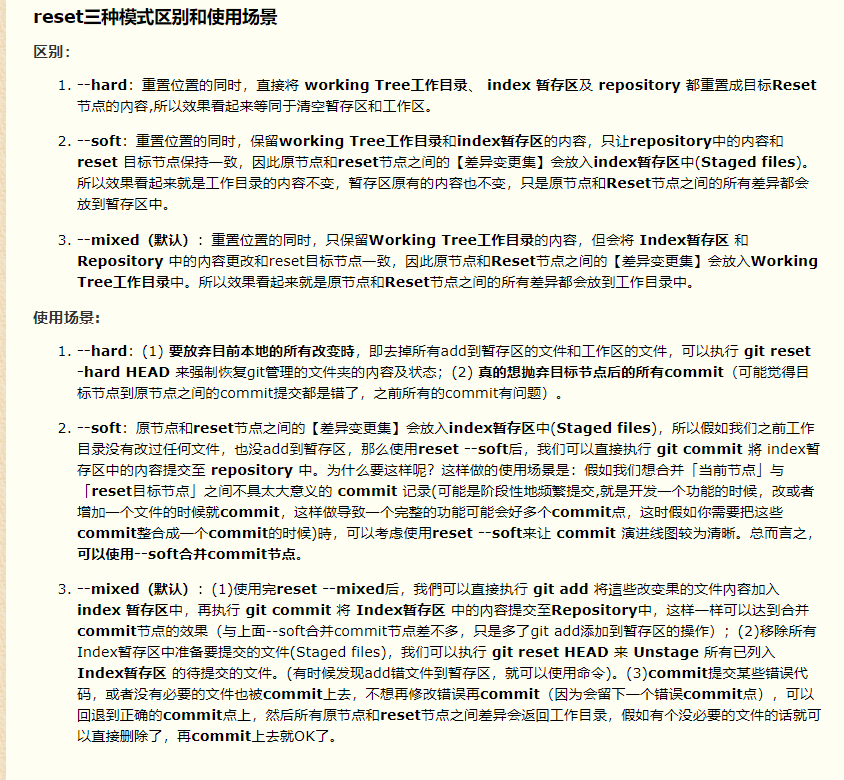 reset三种模式区别和使用场景
区别：
1. --hard：重置位置的同时，直接将 working Tree工作目录、 index 暂存区及 repository 都重置成目标Reset
节点的内容,所以效果看起来等同于清空暂存区和工作区。
2. --soft：重置位置的同时，保留working Tree工作目录和index暂存区的内容，只让repository中的内容和
reset 目标节点保持一致，因此原节点和reset节点之间的【差异变更集】会放入index暂存区中(Staged files)。
所以效果看起来就是工作目录的内容不变，暂存区原有的内容也不变，只是原节点和Reset节点之间的所有差异都会
放到暂存区中。
3. --mixed（默认）：重置位置的同时，只保留Working Tree工作目录的内容，但会将 Index暂存区 和
Repository 中的内容更改和reset目标节点一致，因此原节点和Reset节点之间的【差异变更集】会放入Working
Tree工作目录中。所以效果看起来就是原节点和Reset节点之间的所有差异都会放到工作目录中。
使用场景:
1. --hard：(1) 要放弃目前本地的所有改变時，即去掉所有add到暂存区的文件和工作区的文件，可以执行 git reset
-hard HEAD 来强制恢复git管理的文件夹的内容及状态；(2) 真的想抛弃目标节点后的所有commit（可能觉得目
标节点到原节点之间的commit提交都是错了，之前所有的commit有问题）。
2. --soft：原节点和reset节点之间的【差异变更集】会放入index暂存区中(Staged files)，所以假如我们之前工作
目录没有改过任何文件，也没add到暂存区，那么使用reset --soft后，我们可以直接执行 git commit 將 index暂
存区中的内容提交至 repository 中。为什么要这样呢？这样做的使用场景是：假如我们想合并「当前节点」与
「reset目标节点」之间不具太大意义的 commit 记录(可能是阶段性地频繁提交,就是开发一个功能的时候，改或者
增加一个文件的时候就commit，这样做导致一个完整的功能可能会好多个commit点，这时假如你需要把这些
commit整合成一个commit的时候)時，可以考虑使用reset --soft来让 commit 演进线图较为清晰。总而言之，
可以使用--soft合并commit节点。
3. --mixed（默认）：(1)使用完reset --mixed后，我們可以直接执行 git add 将這些改变果的文件内容加入
index 暂存区中，再执行 git commit 将 Index暂存区 中的内容提交至Repository中，这样一样可以达到合并
commit节点的效果（与上面--soft合并commit节点差不多，只是多了git add添加到暂存区的操作）；(2)移除所有
Index暂存区中准备要提交的文件(Staged files)，我们可以执行 git reset HEAD 来 Unstage 所有已列入
Index暂存区 的待提交的文件。(有时候发现add错文件到暂存区，就可以使用命令)。(3)commit提交某些错误代
码，或者没有必要的文件也被commit上去，不想再修改错误再commit（因为会留下一个错误commit点），可以
回退到正确的commit点上，然后所有原节点和reset节点之间差异会返回工作目录，假如有个没必要的文件的话就可
以直接删除了，再commit上去就OK了。